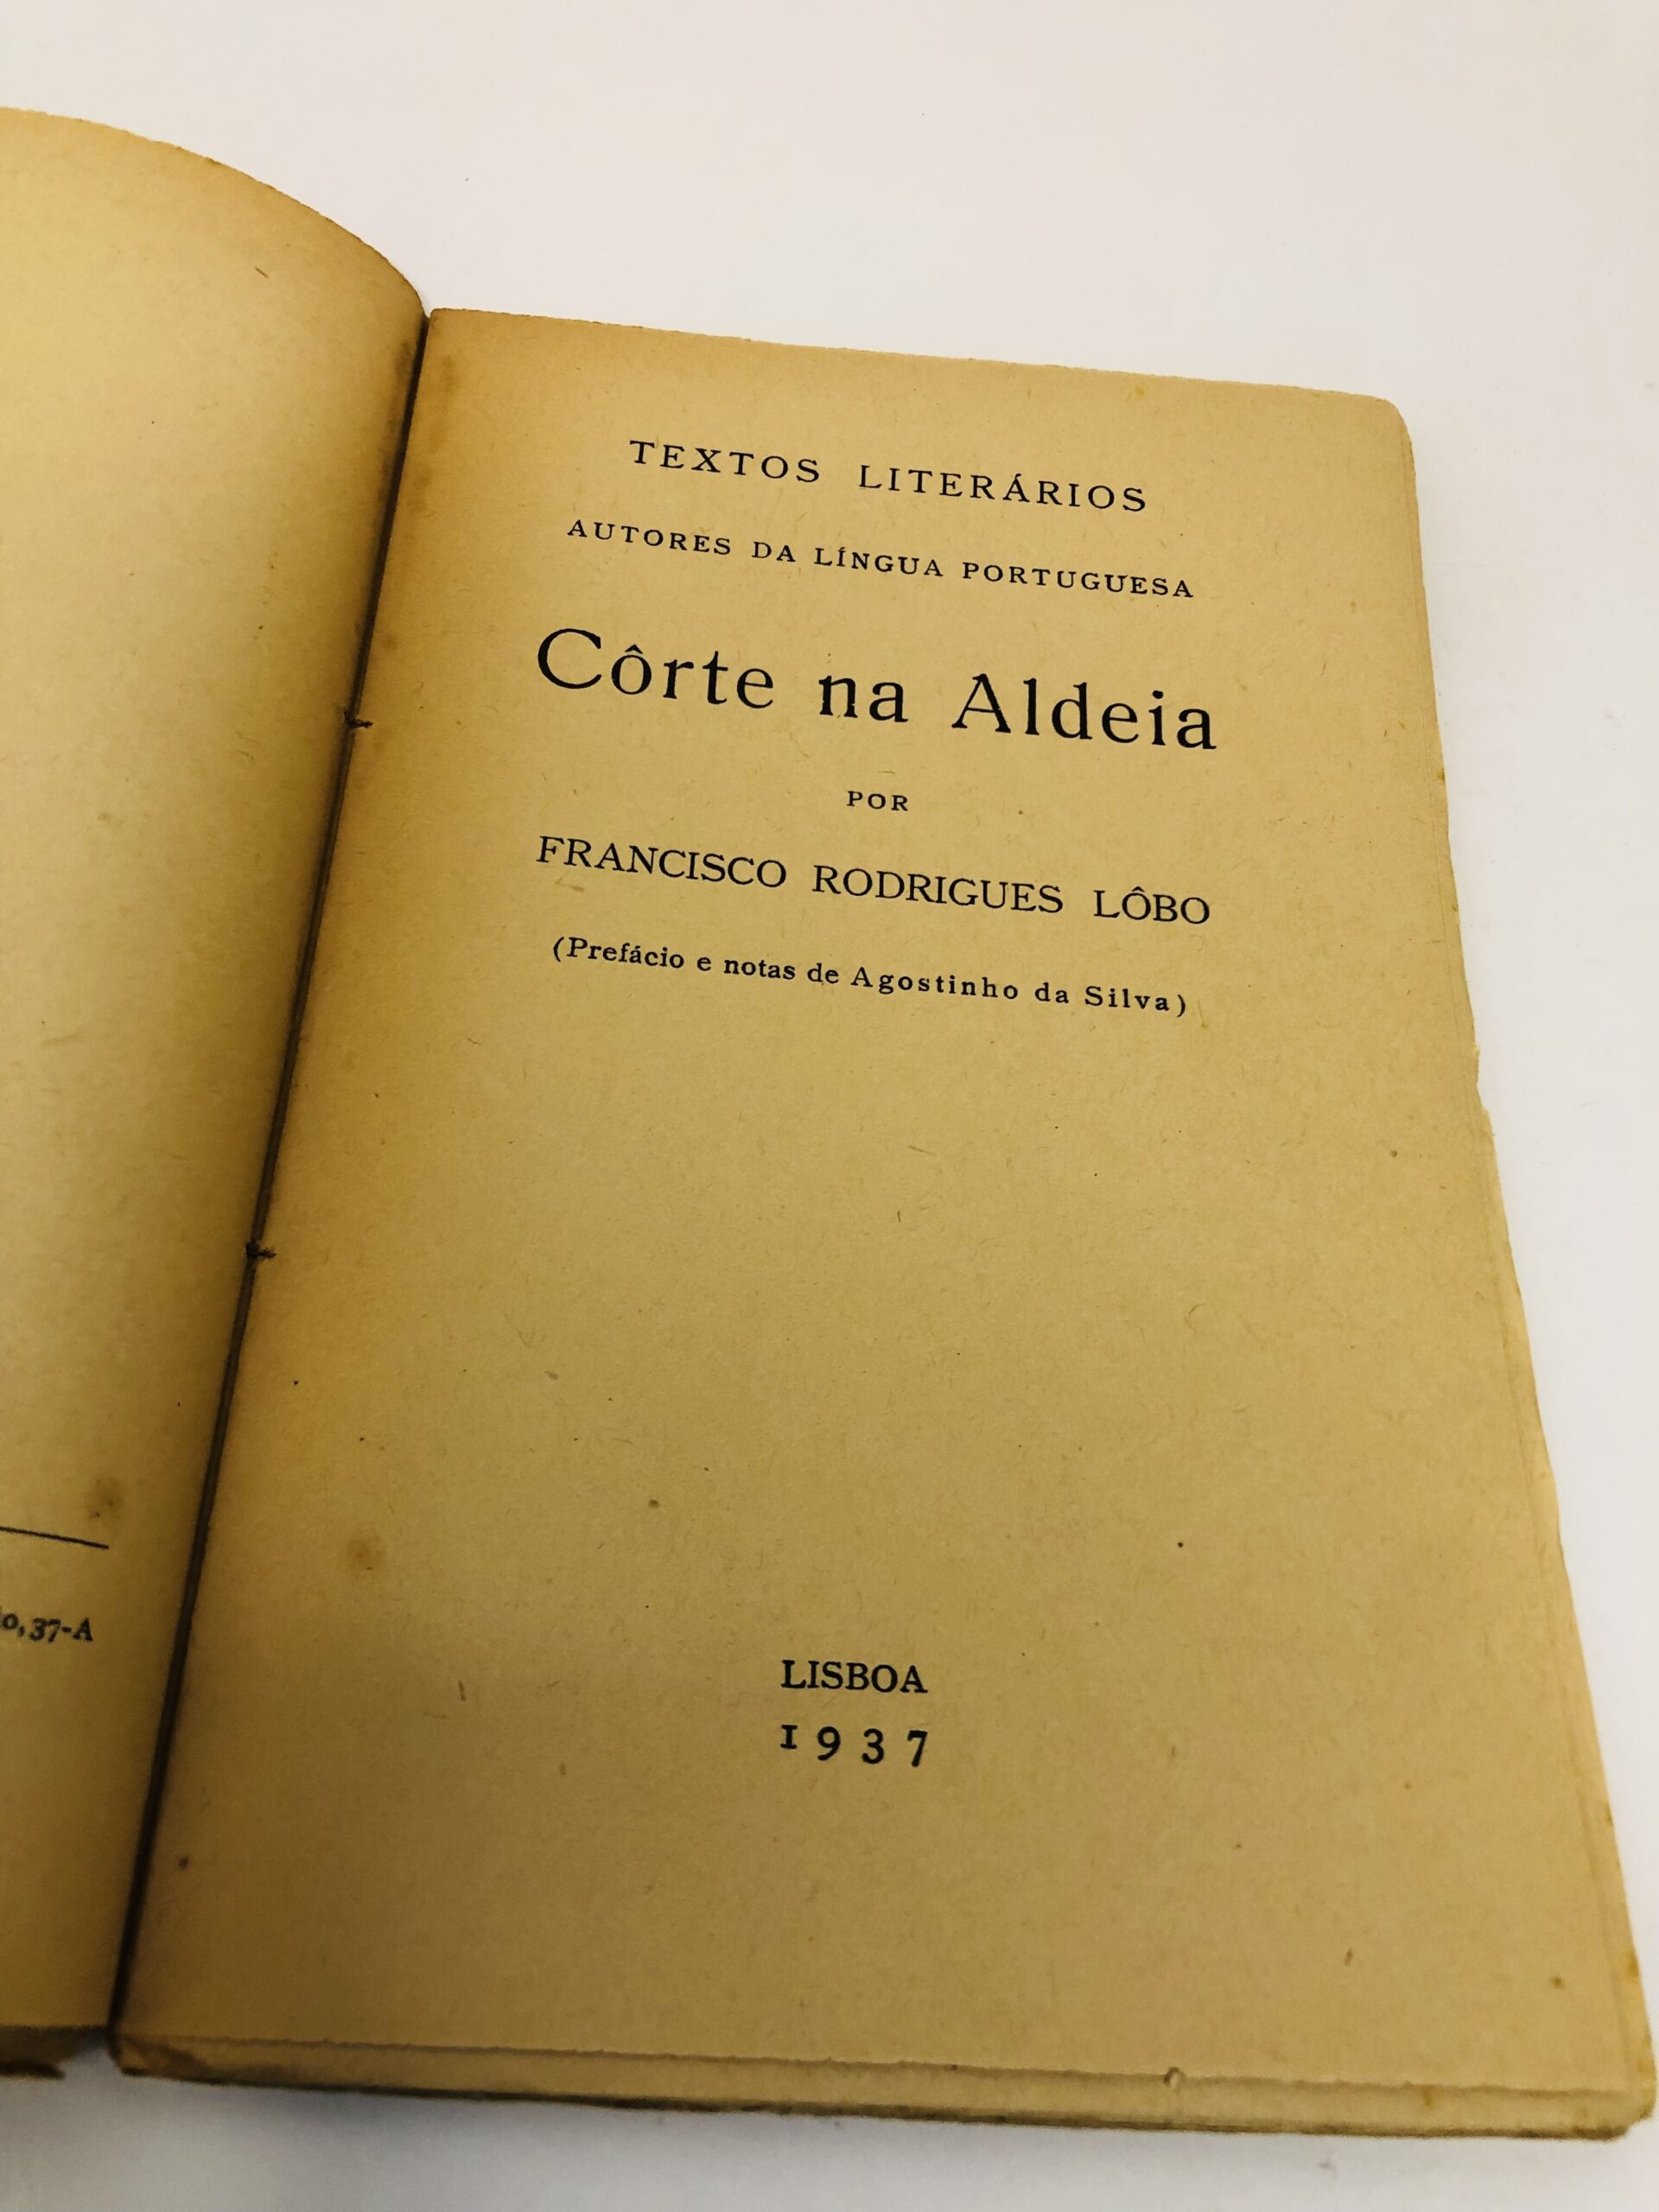 TEXTOS LITERÁRIOS
AUTORES DA LÍNGUA PORTUGUESA
Côrte na Aldeia
POR
FRANCISCO RODRIGUES LÔBO
(Prefácio e notas de Agostinho da Silva)
LISBOA
1937
37-A